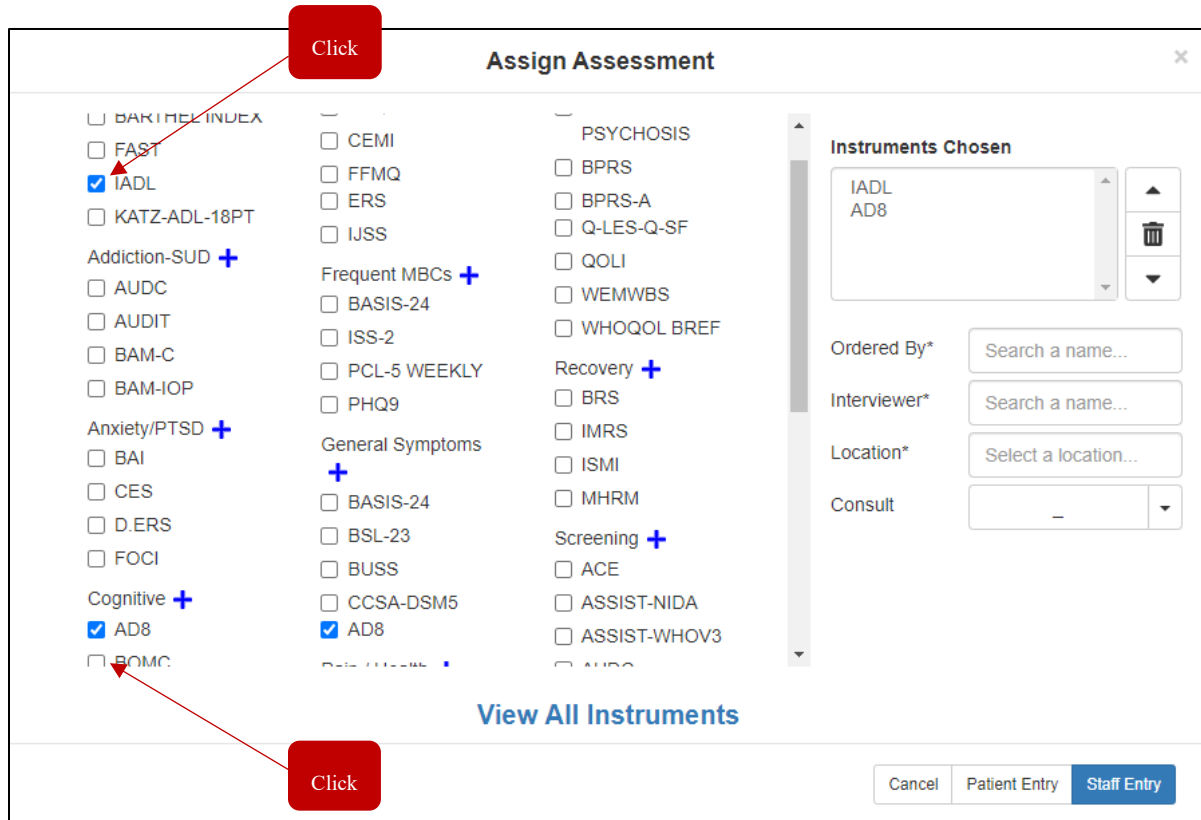 Click
Assign Assessment
×
BARTHEL INDEX
FAST
IADL
KATZ-ADL-18PT
Addiction-SUD
AUDC
AUDIT
BAM-C
BAM-IOP
Anxiety/PTSD
BAI
CES
D.ERS
FOCI
Cognitive
AD8
BOMC
CEMI
FFMQ
ERS
IJSS
Frequent MBCs
BASIS-24
ISS-2
PCL-5 WEEKLY
PHQ9
General Symptoms
BASIS-24
BSL-23
BUSS
CCSA-DSM5
AD8
Pain / Health
PSYCHOSIS
BPRS
BPRS-A
Q-LES-Q-SF
QOLI
WEMWBS
WHOQOL BREF
Recovery
BRS
IMRS
ISMI
MHRM
Screening
ACE
ASSIST-NIDA
ASSIST-WHOV3
AUDC
Instruments Chosen
IADL
AD8
Ordered By* Search a name...
Interviewer* Search a name...
Location* Select a location...
Consult _
View All Instruments
Click
Cancel Patient Entry Staff Entry